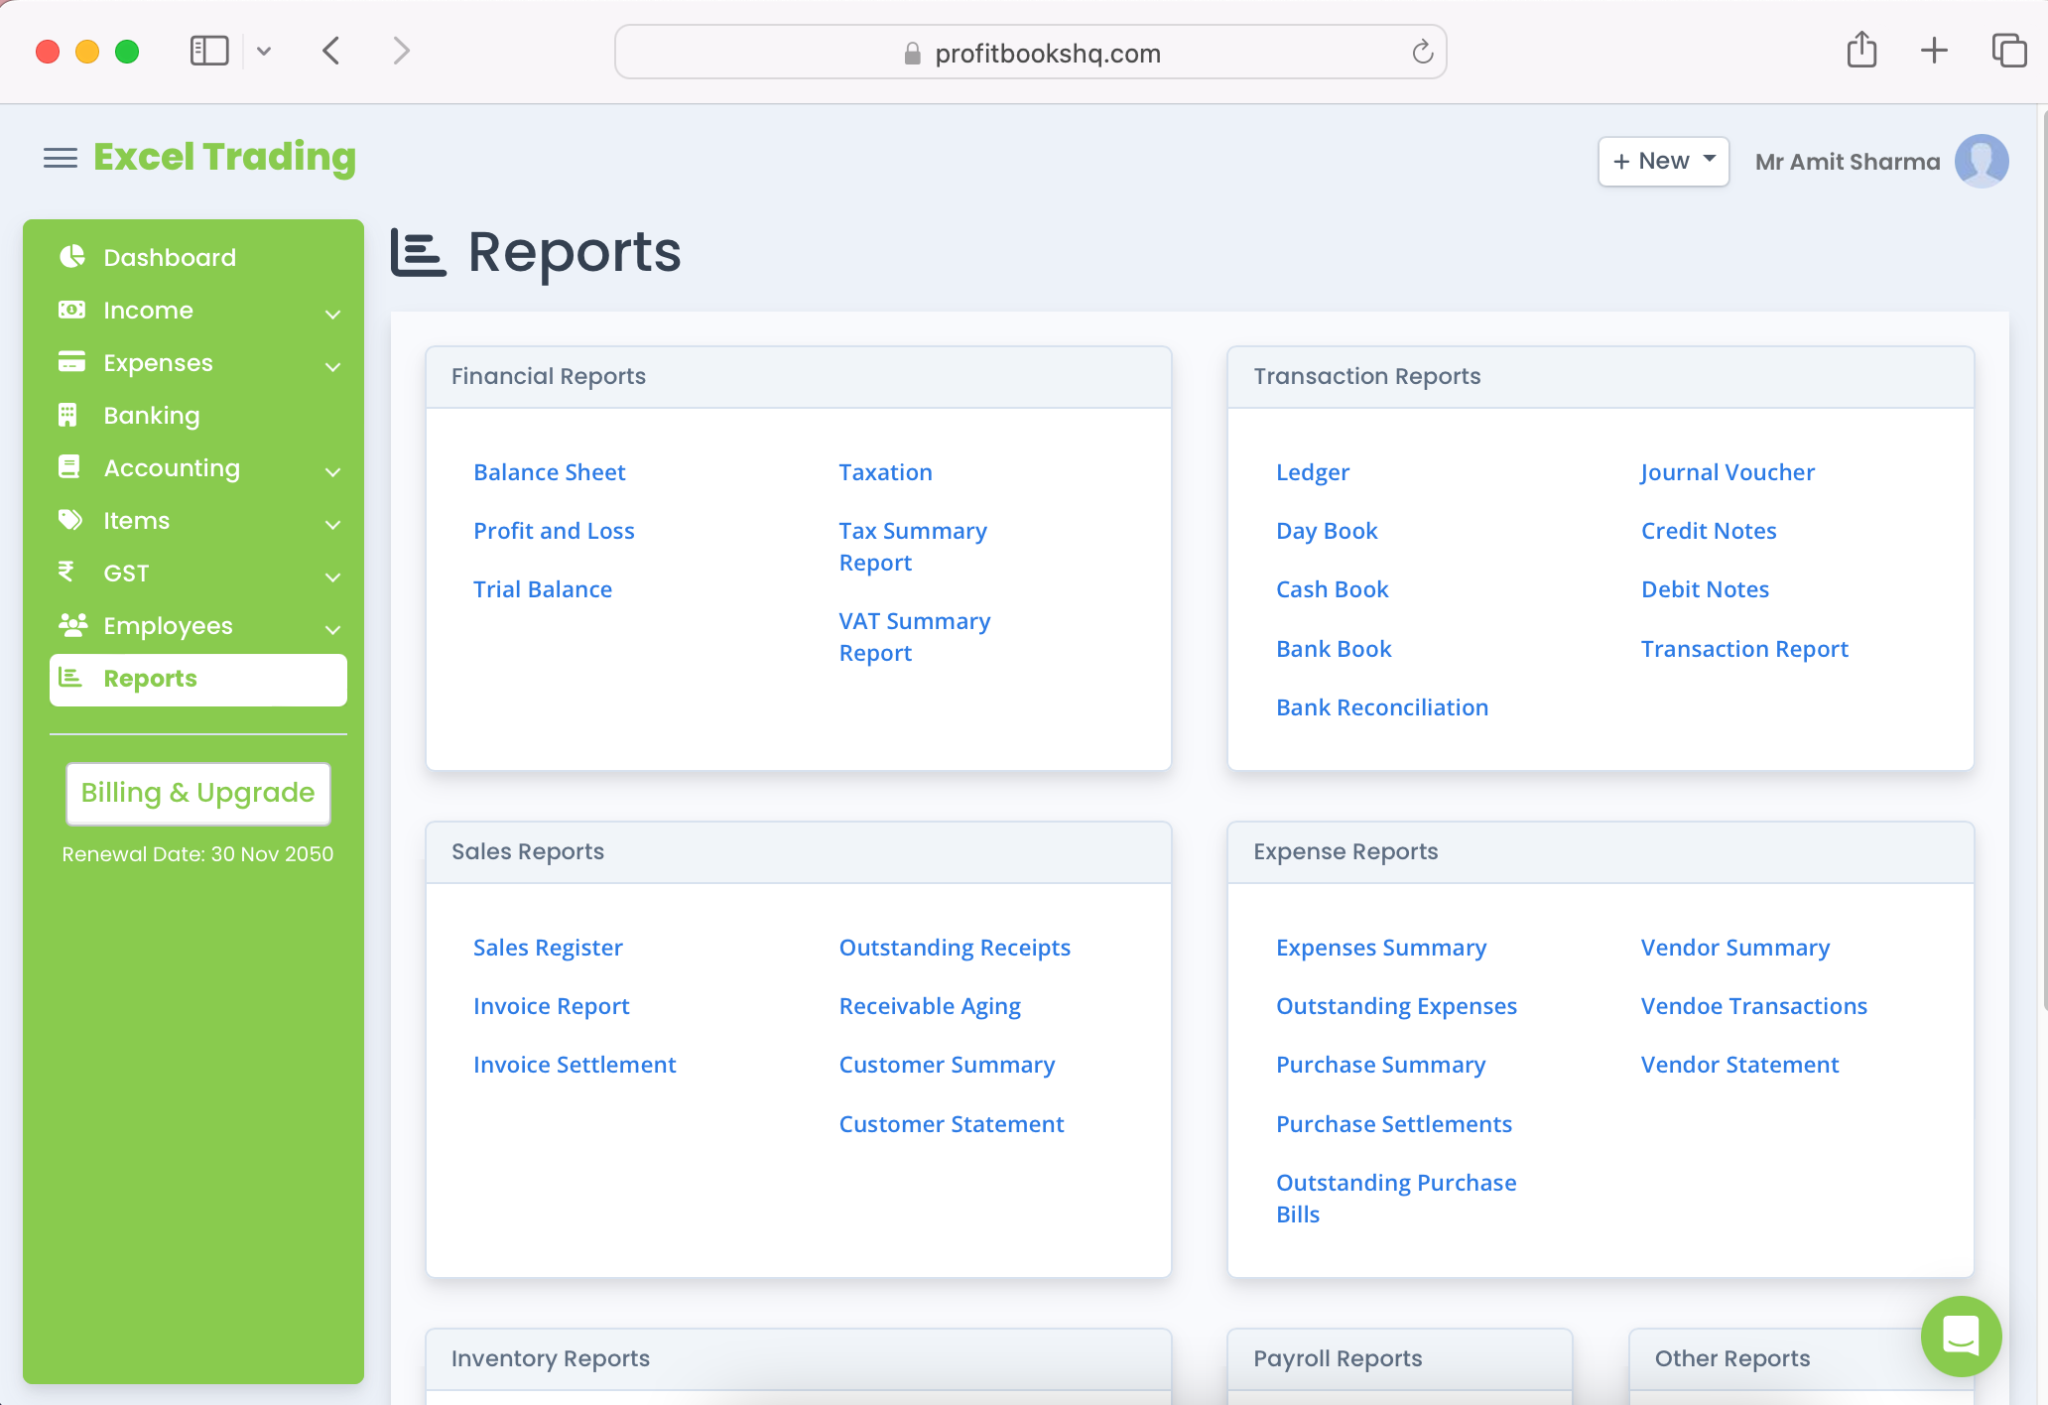 profitbookshq.com
Excel Trading
+ New
Mr Amit Sharma
Dashboard
Income
Expenses
Banking
Accounting
Items
GST
Employees
Reports
Billing & Upgrade
Renewal Date: 30 Nov 2050
Reports
Financial Reports
Balance Sheet
Profit and Loss
Trial Balance
Taxation
Tax Summary
Report
VAT Summary
Report
Transaction Reports
Ledger
Day Book
Cash Book
Bank Book
Bank Reconciliation
Journal Voucher
Credit Notes
Debit Notes
Transaction Report
Sales Reports
Sales Register
Invoice Report
Invoice Settlement
Outstanding Receipts
Receivable Aging
Customer Summary
Customer Statement
Expense Reports
Expenses Summary
Outstanding Expenses
Purchase Summary
Purchase Settlements
Outstanding Purchase
Bills
Vendor Summary
Vendoe Transactions
Vendor Statement
Inventory Reports
Payroll Reports
Other Reports